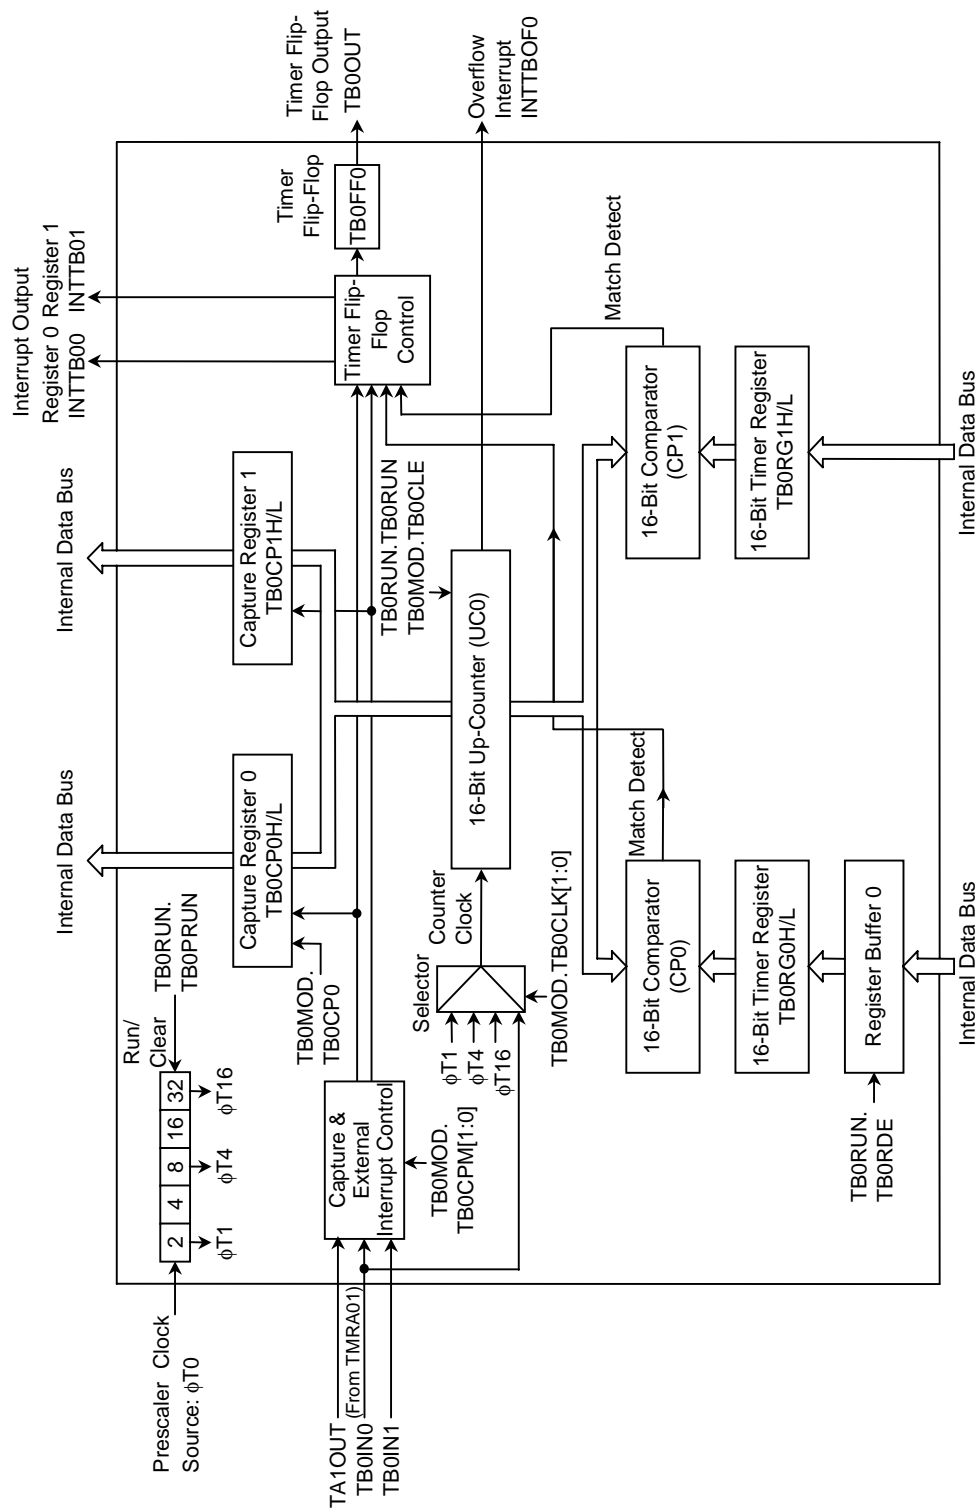 Prescaler Clock
Source: ϕT0
Run/
Clear
TB0RUN.
TB0PRUN
2
4
8
16
32
ϕT1
ϕT4
ϕT16
Internal Data Bus
Internal Data Bus
Interrupt Output
Register 0
Register 1
INTTB00
INTTB01
Capture Register 0
TB0CP0H/L
Capture Register 1
TB0CP1H/L
TB0MOD.
TB0CP0
TA1OUT
(From TMRA01)
TB0IN0
TB0IN1
Capture &
External
Interrupt Control
TB0MOD.
TB0CPM[1:0]
Timer Flip-
Flop
Control
Timer
Flip-Flop
TB0FF0
Timer Flip-
Flop Output
TB0OUT
TB0RUN.TB0RUN
TB0MOD.TB0CLE
Selector
ϕT1
ϕT4
ϕT16
Counter
Clock
TB0MOD.TB0CLK[1:0]
16-Bit Up-Counter (UC0)
Overflow
Interrupt
INTTBOF0
Match Detect
Match Detect
16-Bit Comparator
(CP0)
16-Bit Comparator
(CP1)
16-Bit Timer Register
TB0RG0H/L
16-Bit Timer Register
TB0RG1H/L
TB0RUN.
TB0RDE
Register Buffer 0
Internal Data Bus
Internal Data Bus